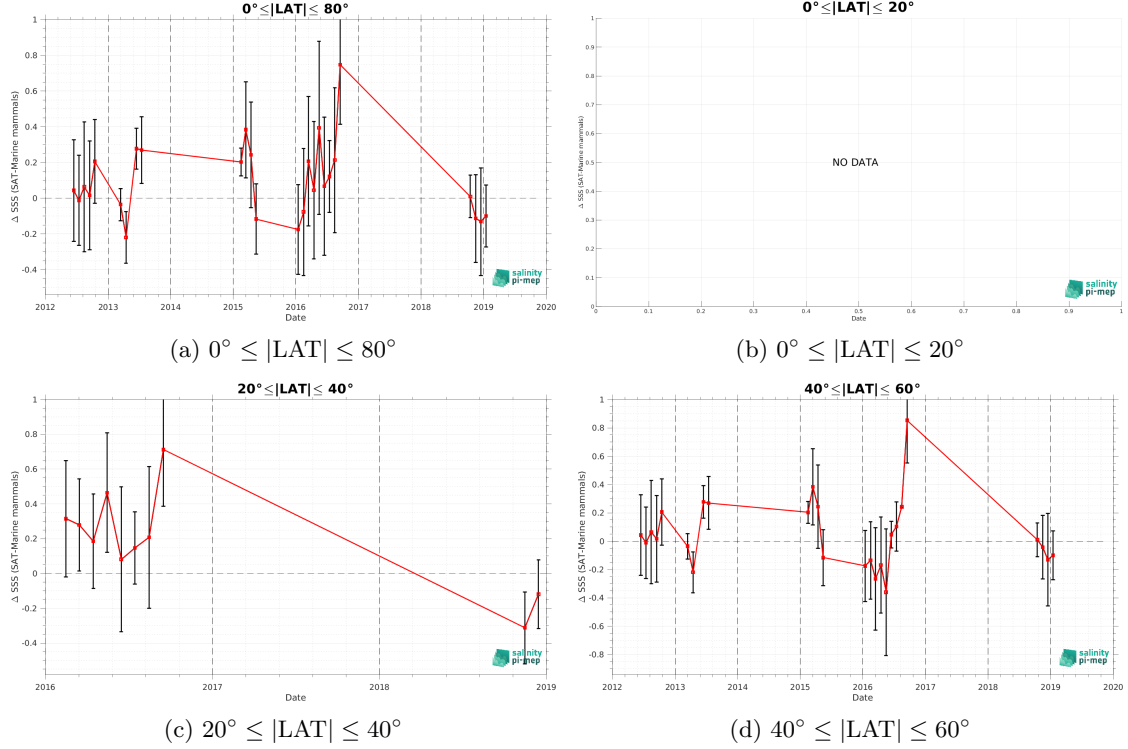 0°≤|LAT|≤ 80°
Δ SSS (SAT-Marine mammals)
1
0.8
0.6
0.4
0.2
0
-0.2
-0.4
2012 2013 2014 2015 2016 2017 2018 2019 2020
Date
salinity
pi-mep
(a) 0° ≤ |LAT| ≤ 80°
0°≤|LAT|≤ 20°
Δ SSS (SAT-Marine mammals)
1
0.9
0.8
0.7
0.6
0.5
0.4
0.3
0.2
0.1
0
NO DATA
0 0.1 0.2 0.3 0.4 0.5 0.6 0.7 0.8 0.9 1
Date
salinity
pi-mep
(b) 0° ≤ |LAT| ≤ 20°
20°≤|LAT|≤ 40°
Δ SSS (SAT-Marine mammals)
1
0.8
0.6
0.4
0.2
0
-0.2
-0.4
2016 2017 2018 2019
Date
salinity
pi-mep
(c) 20° ≤ |LAT| ≤ 40°
40°≤|LAT|≤ 60°
Δ SSS (SAT-Marine mammals)
1
0.8
0.6
0.4
0.2
0
-0.2
-0.4
-0.6
-0.8
2012 2013 2014 2015 2016 2017 2018 2019 2020
Date
salinity
pi-mep
(d) 40° ≤ |LAT| ≤ 60°